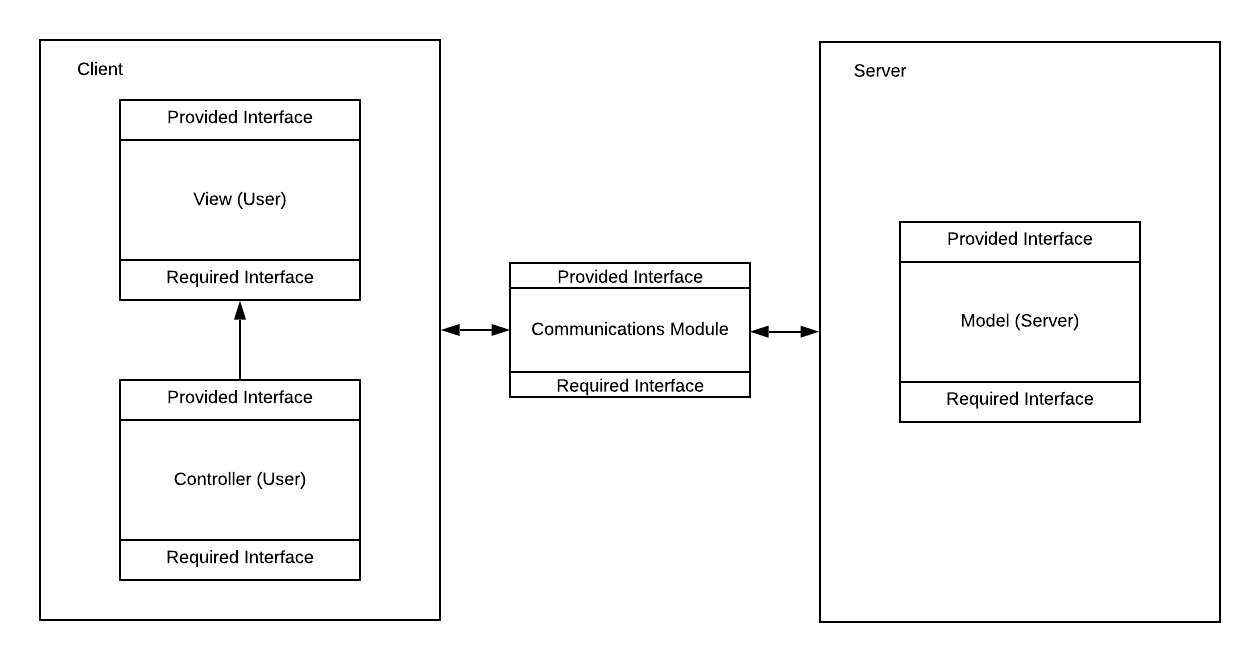 Client
Provided Interface
View (User)
Required Interface
Provided Interface
Controller (User)
Required Interface
Provided Interface
Communications Module
Required Interface
Server
Provided Interface
Model (Server)
Required Interface